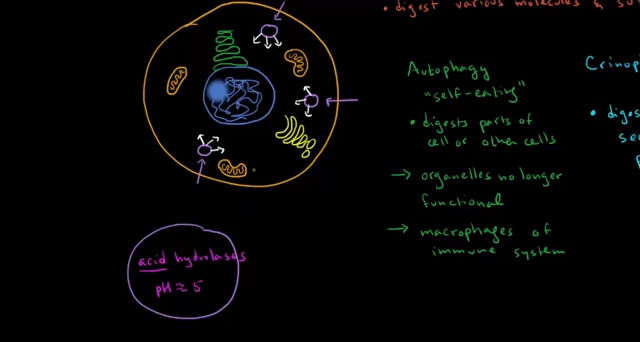 • digest various molecules &
Autophagy
"self-eating"
• digests parts of
cell or other cells
→ organelles no longer
functional
→ macrophages of
immune system
• diges
acid hydrolases
pH ≈ 5